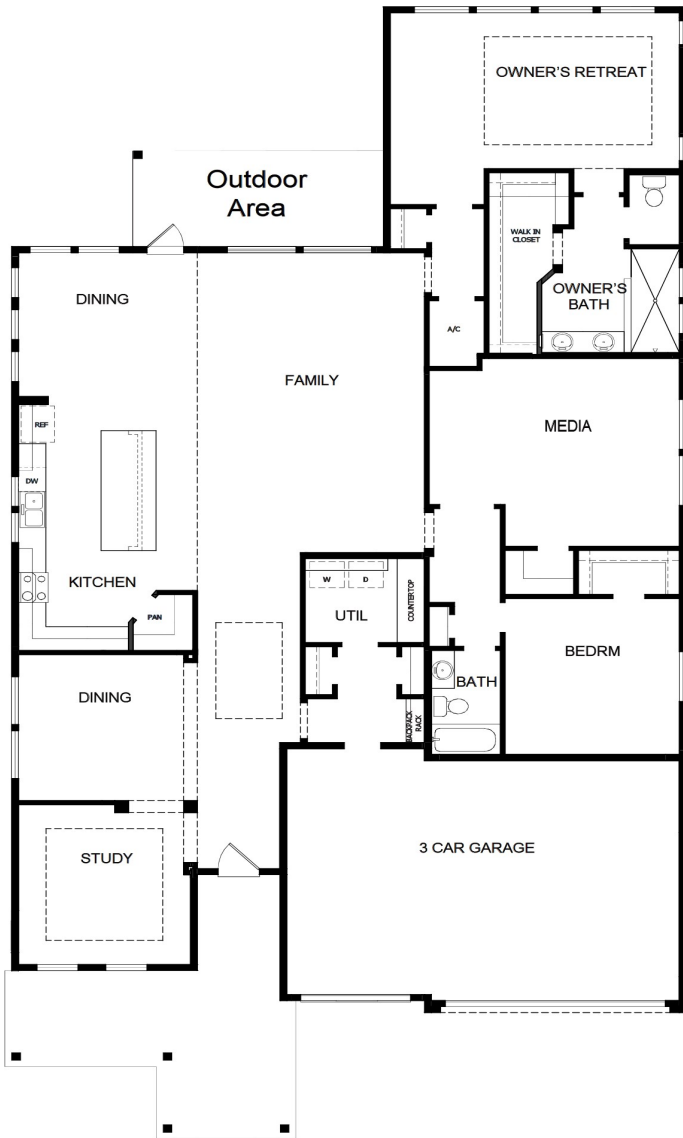 OWNER'S RETREAT
Outdoor
Area
WALK IN
CLOSET
DINING
OWNER'S
BATH
A/C
FAMILY
REF
MEDIA
DW
KITCHEN
W
D
COUNTERTOP
PAN
UTIL
BEDRM
BATH
DINING
BACKPACK
RACK
STUDY
3 CAR GARAGE